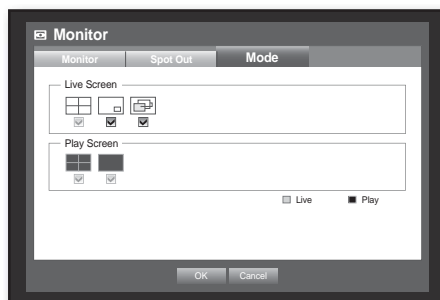 Monitor
Monitor Spot Out Mode
Live Screen
Play Screen
Live Play
OK Cancel